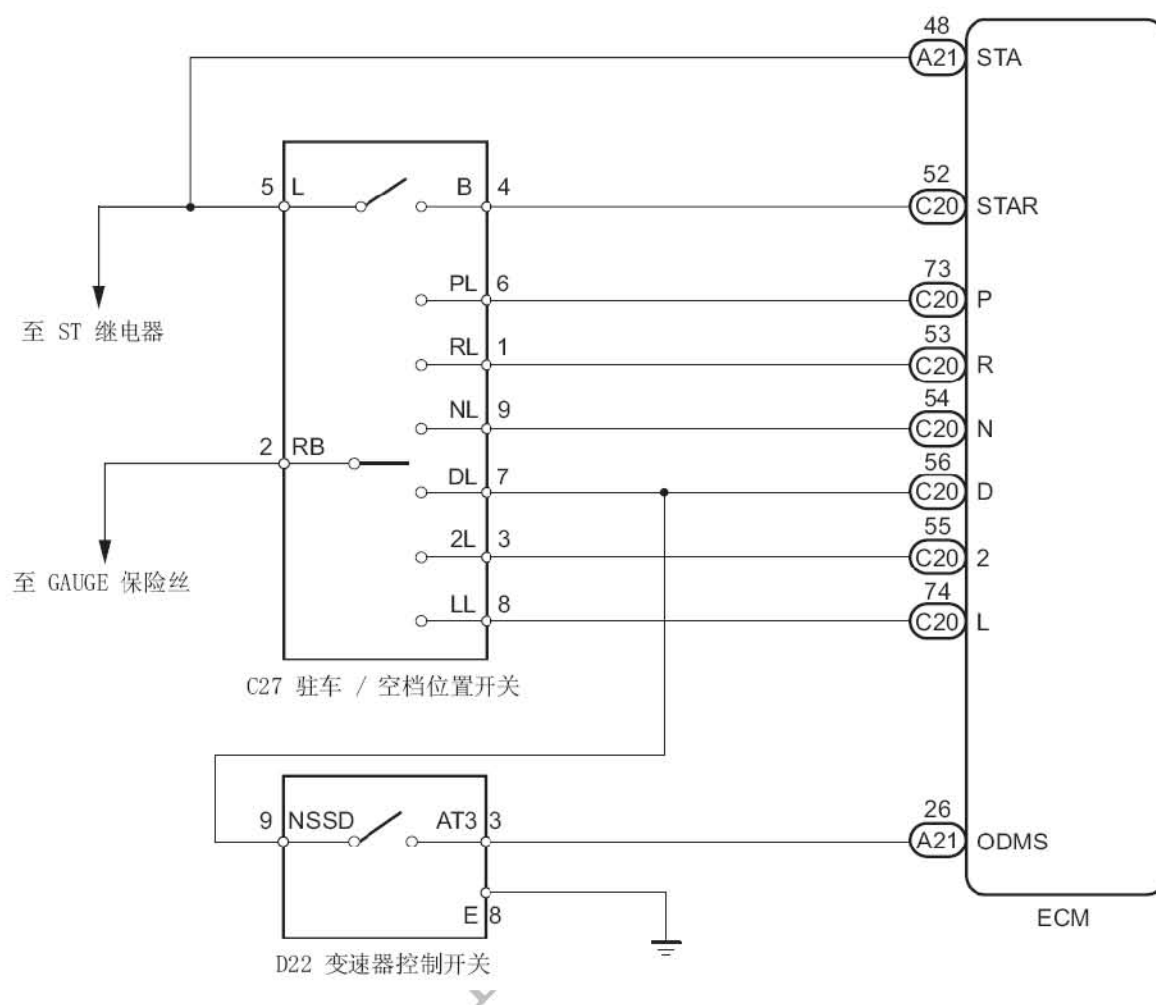 48
A21 STA
5 L B 4
52
C20 STAR
73
PL 6 C20 P
至 ST 继电器
53
RL 1 C20 R
54
NL 9 C20 N
2 RB
56
DL 7 C20 D
55
2L 3 C20 2
至 GAUGE 保险丝
74
LL 8 C20 L
C27 驻车 / 空档位置开关
9 NSSD AT3 3
26
A21 ODMS
E 8
ECM
D22 变速器控制开关